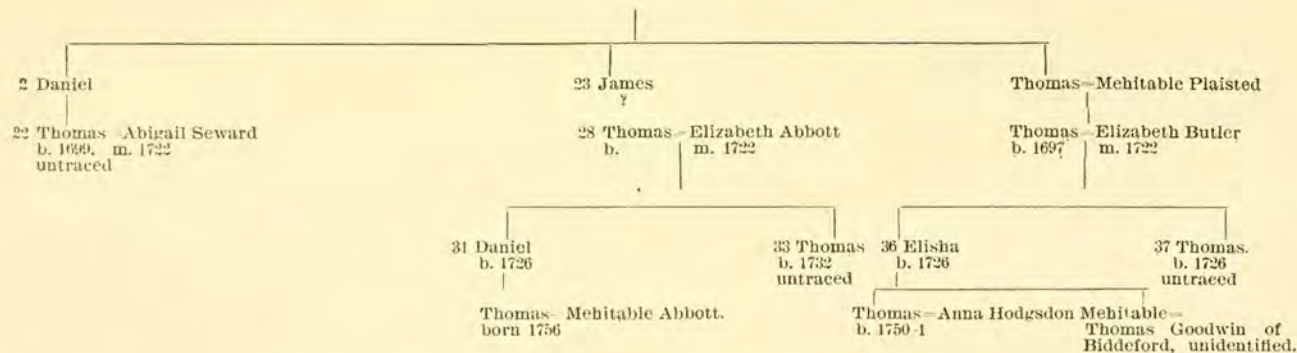 2 Daniel
23 James
?
Thomas=Mehitable Plaisted
22 Thomas=Abigail Seward
b. 1699. m. 1722
untraced
28 Thomas=Elizabeth Abbott
b. m. 1722
Thomas=Elizabeth Butler
b. 1697 m. 1722
31 Daniel
b. 1726
33 Thomas
b. 1732
untraced
36 Elisha
b. 1726
37 Thomas.
b. 1726
untraced
Thomas=Mehitable Abbott.
born 1756
Thomas=Anna Hodgsdon
b. 1750-1
Mehitable=
Thomas Goodwin of
Biddeford, unidentified.